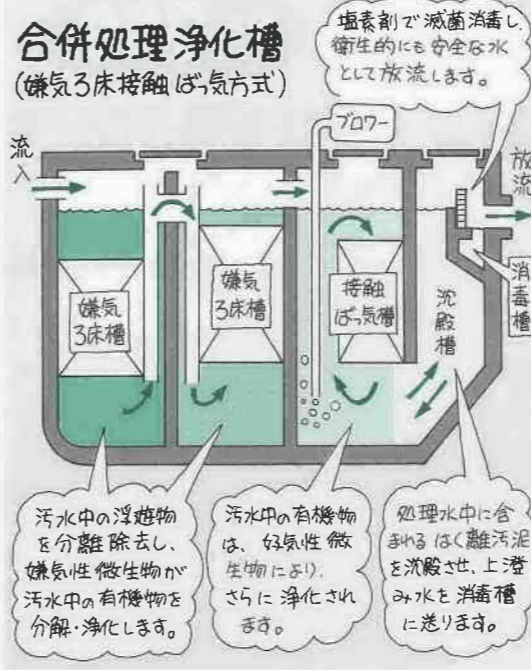 合併処理浄化槽
(嫌気ろ床接触ばっ気方式)
塩素剤で滅菌消毒し、
衛生的にも安全な水
として放流します。
ブロワー
流入
放流
嫌気
ろ床槽
嫌気
ろ床槽
接触
ばっ気槽
沈殿槽
消毒槽
汚水中の浮遊物
を分離除去し、
嫌気性微生物が
汚水中の有機物を
分解・浄化します。
汚水中の有機物
は、好気性微
生物により、
さらに浄化され
ます。
処理水中に含
まれるはく離汚泥
を沈殿させ、上澄
み水を消毒槽
に送ります。